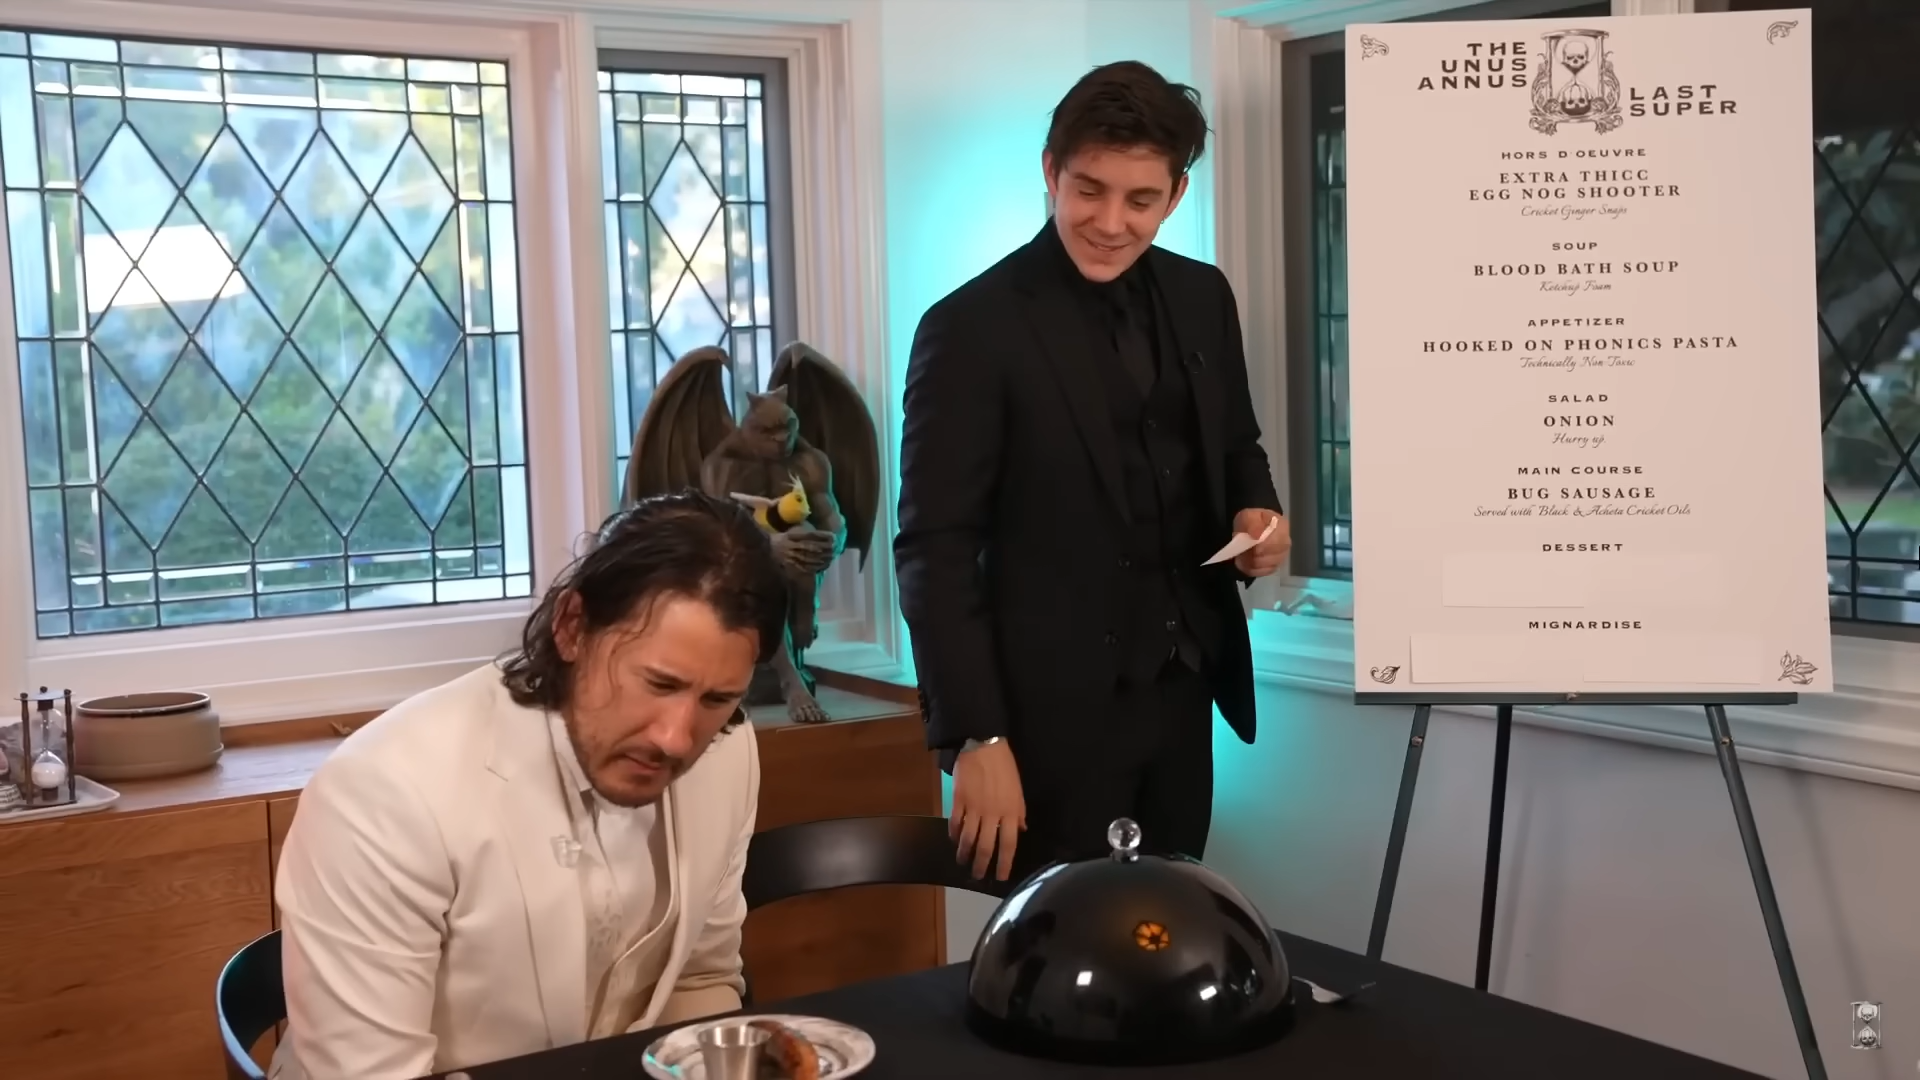 THE
UNUS
ANNUS
LAST
SUPER
HORS D'OEUVRE
EXTRA THICC
EGG NOG SHOOTER
Cricket Ginger Snaps
SOUP
BLOOD BATH SOUP
Ketchup Foam
APPETIZER
HOOKED ON PHONICS PASTA
Technically Non-Toxic
SALAD
ONION
Hurry up.
MAIN COURSE
BUG SAUSAGE
Served with Black & Acheta Cricket Oils
DESSERT
MIGNARDISE